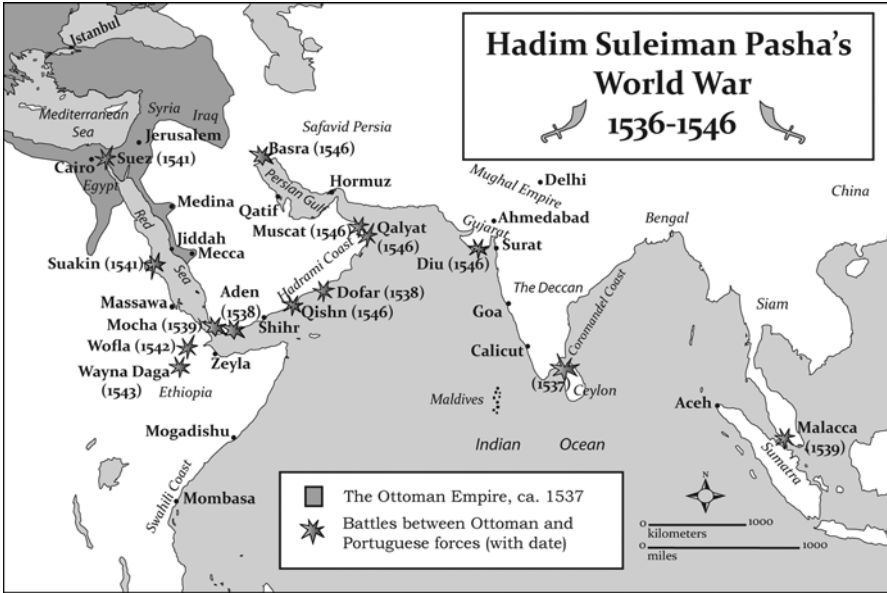 Hadim Suleiman Pasha's
World War
1536-1546
Istanbul
Mediterranean
Sea
Syria
Iraq
Jerusalem
Safavid Persia
Cairo
Suez (1541)
Egypt
Basra (1546)
Persian Gulf
Hormuz
Mughal Empire
Delhi
China
Medina
Qatif
Red
Sea
Muscat (1546)
Qalyat
(1546)
Gujarat
Ahmedabad
Surat
Bengal
Jiddah
Mecca
Diu (1546)
Suakin (1541)
Hadrami Coast
Dofar (1538)
Qishn (1546)
The Deccan
Coromandel Coast
Siam
Massawa
Aden
(1538)
Shihr
Goa
Mocha (1539)
Wofla (1542)
Zeyla
Calicut
Wayna Daga
(1543)
Ethiopia
(1537)
Ceylon
Maldives
Aceh
Malacca
(1539)
Sumatra
Mogadishu
Indian Ocean
Swahili Coast
Mombasa
The Ottoman Empire, ca. 1537
Battles between Ottoman and
Portuguese forces (with date)
N
0 1000
kilometers
0 1000
miles